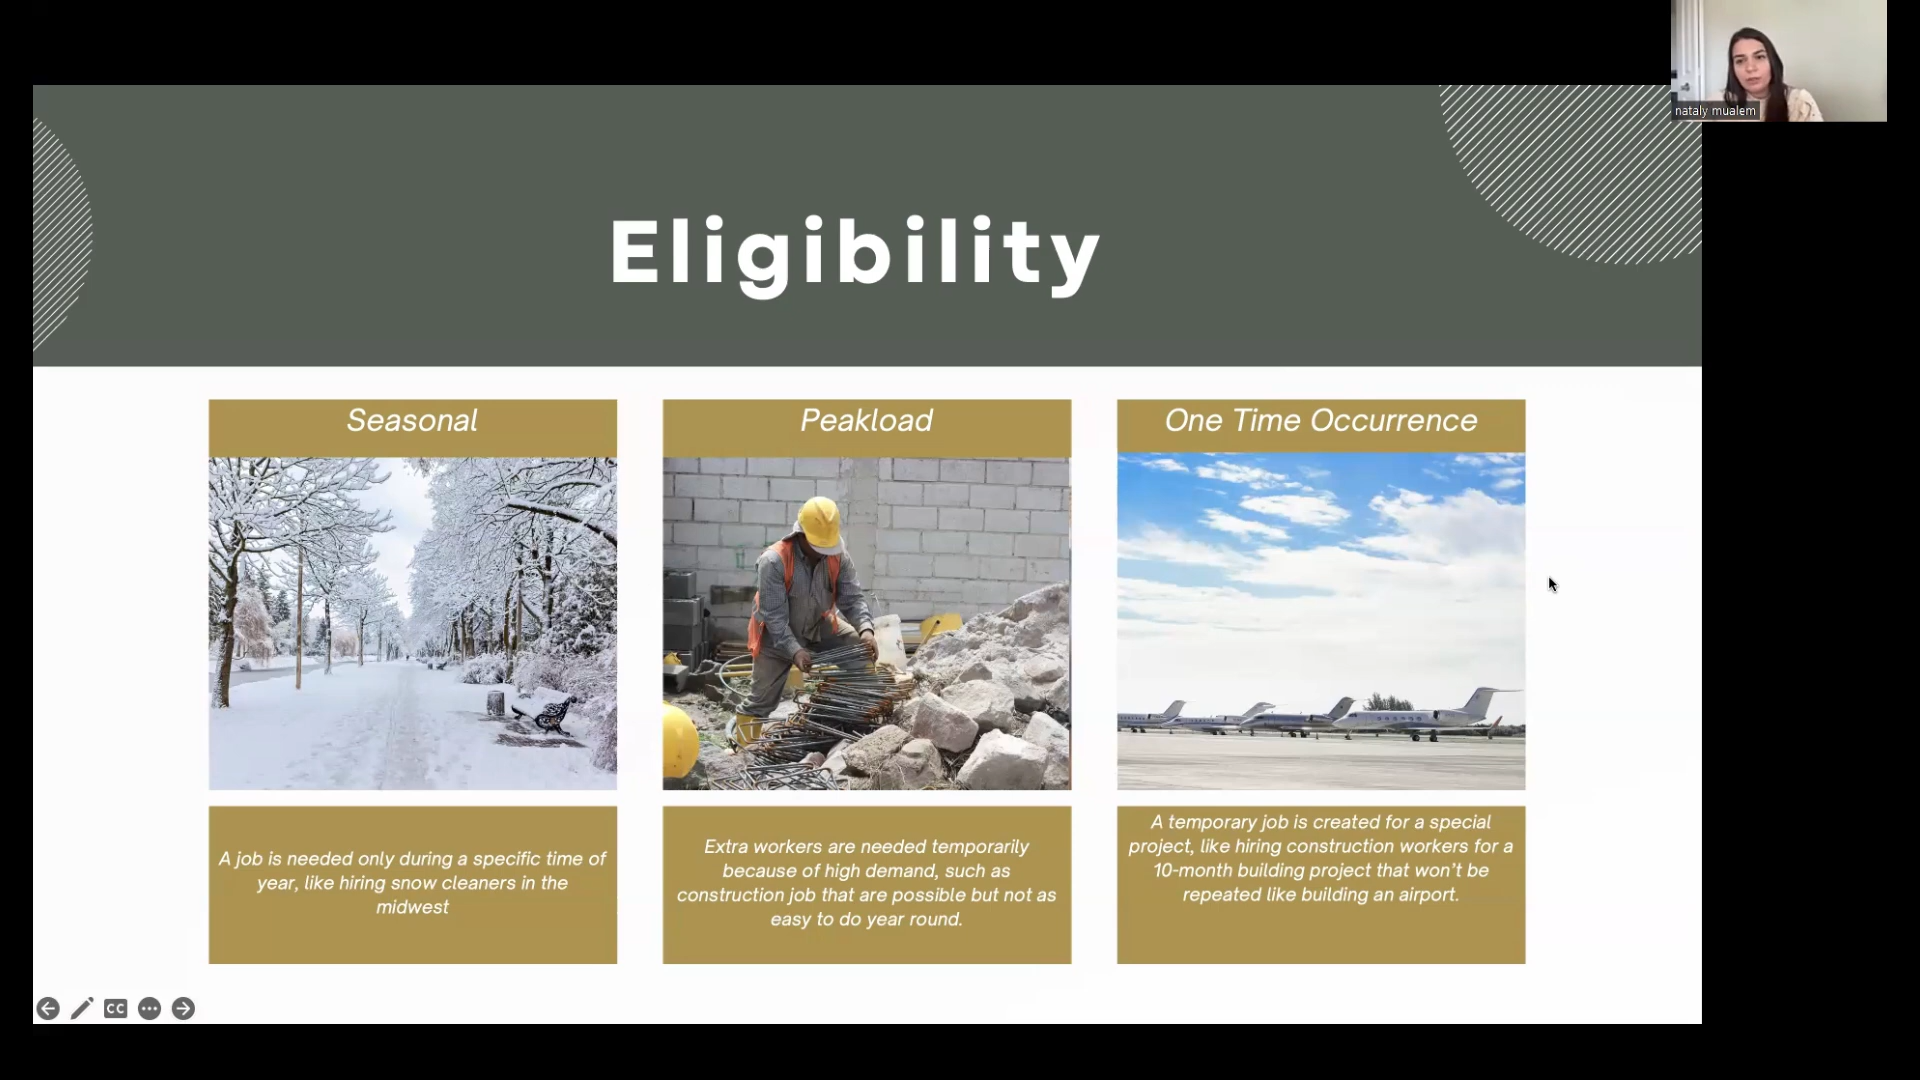 nataly mualem
Eligibility
Seasonal
A job is needed only during a specific time of
year, like hiring snow cleaners in the
midwest
Peakload
Extra workers are needed temporarily
because of high demand, such as
construction job that are possible but not as
easy to do year round.
One Time Occurrence
A temporary job is created for a special
project, like hiring construction workers for a
10-month building project that won't be
repeated like building an airport.
CC